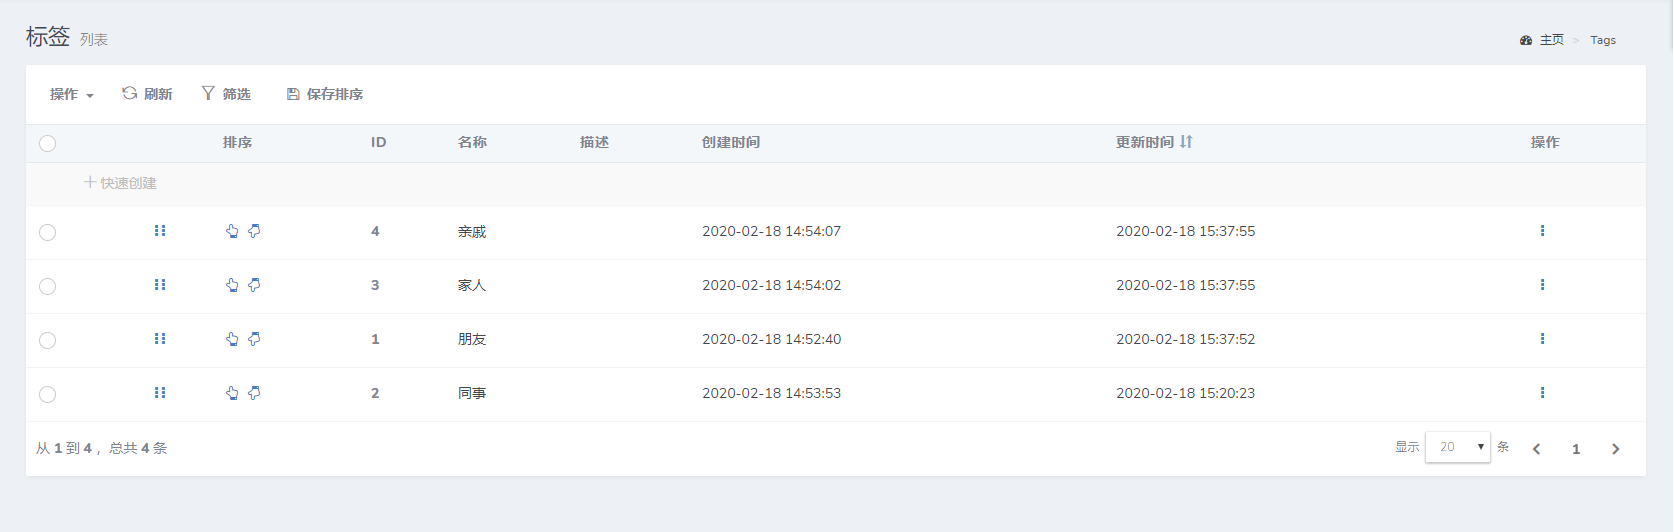 标签 列表
主页 > Tags
操作 刷新 筛选 保存排序
排序 ID 名称 描述 创建时间 更新时间 操作
快速创建
4 亲戚 2020-02-18 14:54:07 2020-02-18 15:37:55
3 家人 2020-02-18 14:54:02 2020-02-18 15:37:55
1 朋友 2020-02-18 14:52:40 2020-02-18 15:37:52
2 同事 2020-02-18 14:53:53 2020-02-18 15:20:23
从 1 到 4 ，总共 4 条 显示 20 条 1